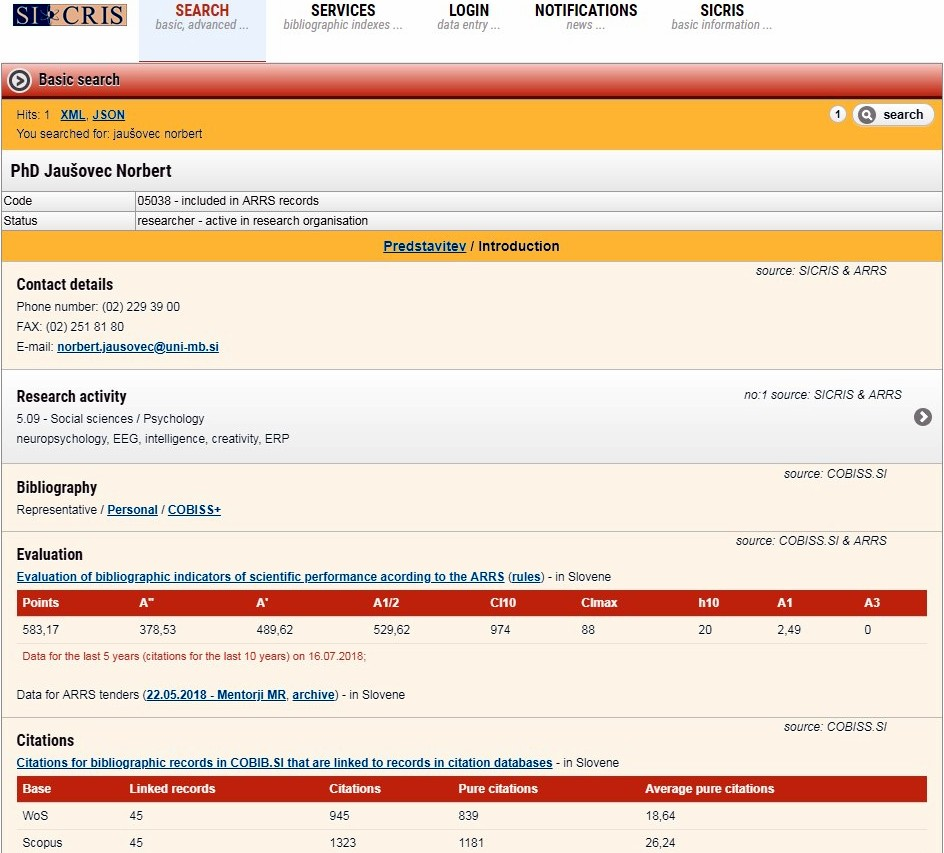 SICRIS
SEARCH
basic, advanced ...
SERVICES
bibliographic indexes ...
LOGIN
data entry ...
NOTIFICATIONS
news ...
SICRIS
basic information ...
Basic search
Hits: 1 XML, JSON
1 search
You searched for: jaušovec norbert
PhD Jaušovec Norbert
Code 05038 - included in ARRS records
Status researcher - active in research organisation
Predstavitev / Introduction
source: SICRIS & ARRS
Contact details
Phone number: (02) 229 39 00
FAX: (02) 251 81 80
E-mail: norbert.jausovec@uni-mb.si
Research activity no:1 source: SICRIS & ARRS
5.09 - Social sciences / Psychology
neuropsychology, EEG, intelligence, creativity, ERP
source: COBISS.SI
Bibliography
Representative / Personal / COBISS+
source: COBISS.SI & ARRS
Evaluation
Evaluation of bibliographic indicators of scientific performance acording to the ARRS (rules) - in Slovene
Points A" A' A1/2 CI10 CImax h10 A1 A3
583,17 378,53 489,62 529,62 974 88 20 2,49 0
Data for the last 5 years (citations for the last 10 years) on 16.07.2018;
Data for ARRS tenders (22.05.2018 - Mentorji MR, archive) - in Slovene
source: COBISS.SI
Citations
Citations for bibliographic records in COBIB.SI that are linked to records in citation databases - in Slovene
Base Linked records Citations Pure citations Average pure citations
WoS 45 945 839 18,64
Scopus 45 1323 1181 26,24